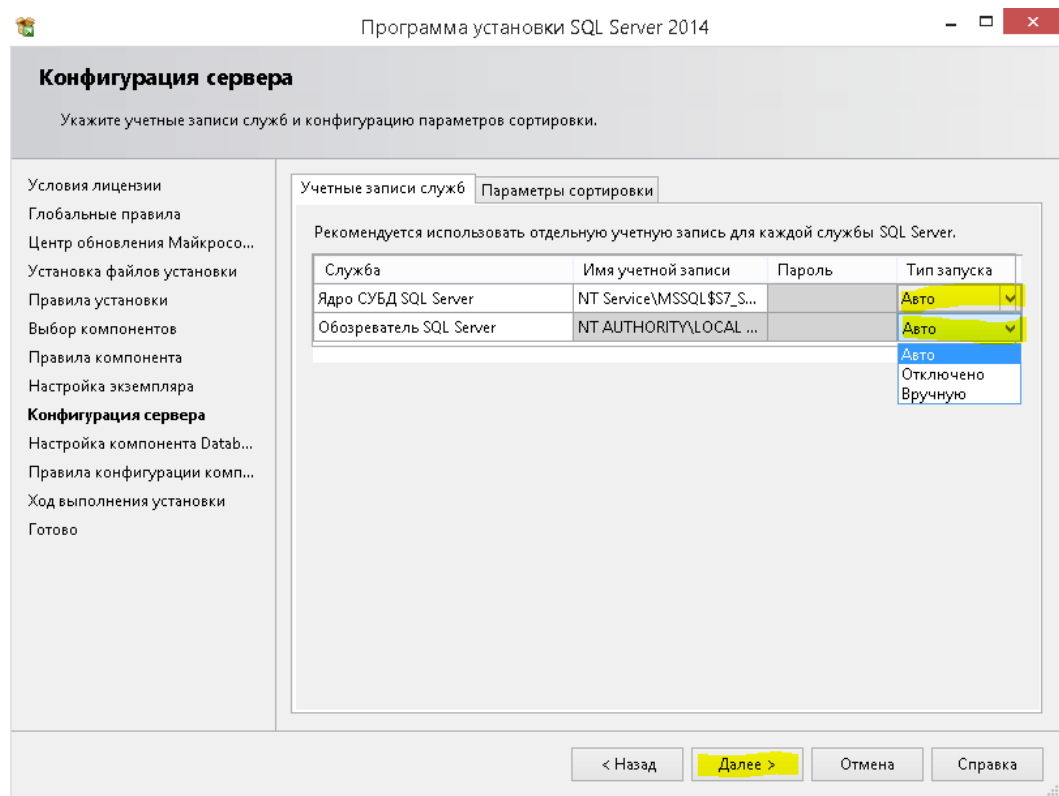 Программа установки SQL Server 2014
Конфигурация сервера
Укажите учетные записи служб и конфигурацию параметров сортировки.
Условия лицензии
Глобальные правила
Центр обновления Майкросо...
Установка файлов установки
Правила установки
Выбор компонентов
Правила компонента
Настройка экземпляра
Конфигурация сервера
Настройка компонента Datab...
Правила конфигурации комп...
Ход выполнения установки
Готово
Учетные записи служб Параметры сортировки
Рекомендуется использовать отдельную учетную запись для каждой службы SQL Server.
Служба Имя учетной записи Пароль Тип запуска
Ядро СУБД SQL Server NT Service\MSSQL$S7_S... Авто
Обозреватель SQL Server NT AUTHORITY\LOCAL ... Авто
Авто
Отключено
Вручную
< Назад Далее > Отмена Справка